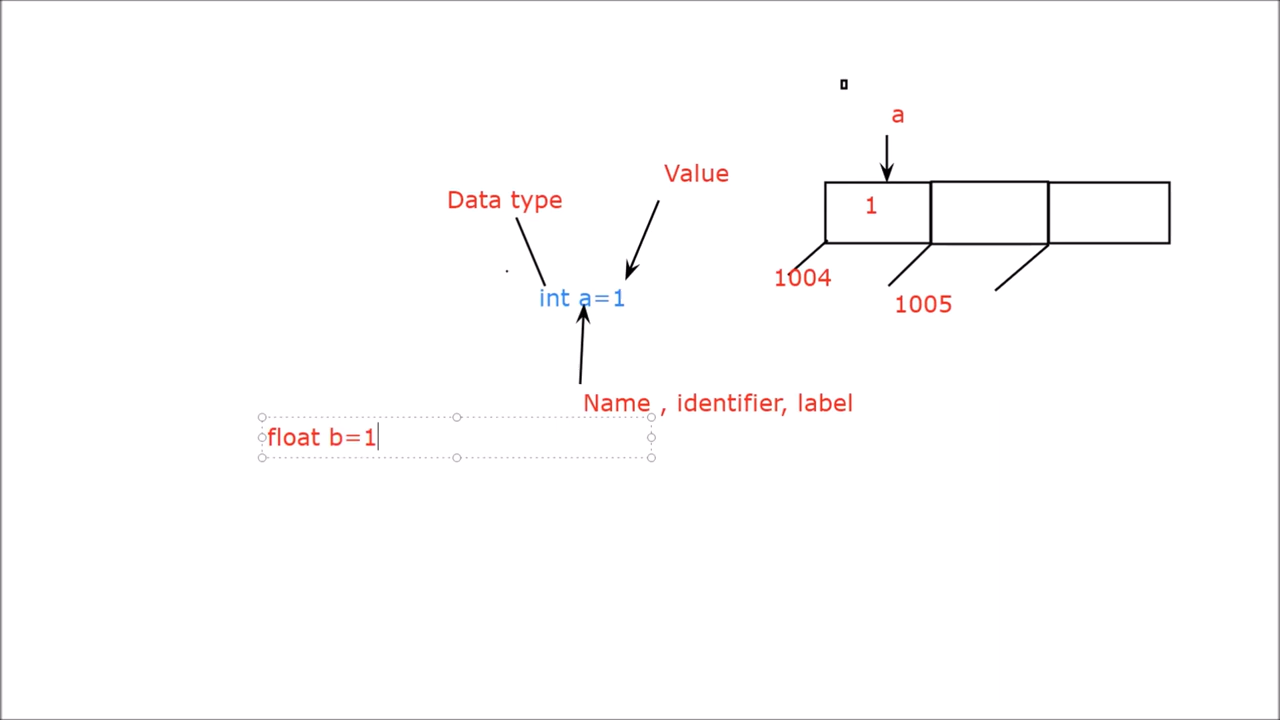 a
Value
Data type
1
1004
int a=1
1005
Name , identifier, label
float b=1